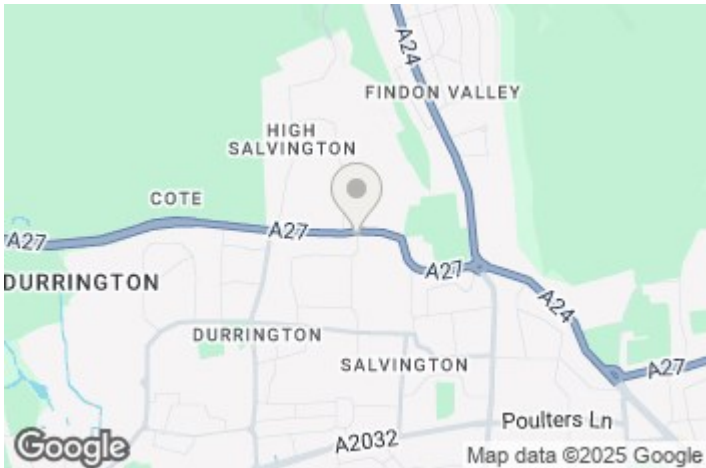 A24
FINDON VALLEY
HIGH
SALVINGTON
COTE
A27
A27
A27
DURRINGTON
A24
DURRINGTON
SALVINGTON
A27
Poulters Ln
A2032
Google
Map data ©2025 Google